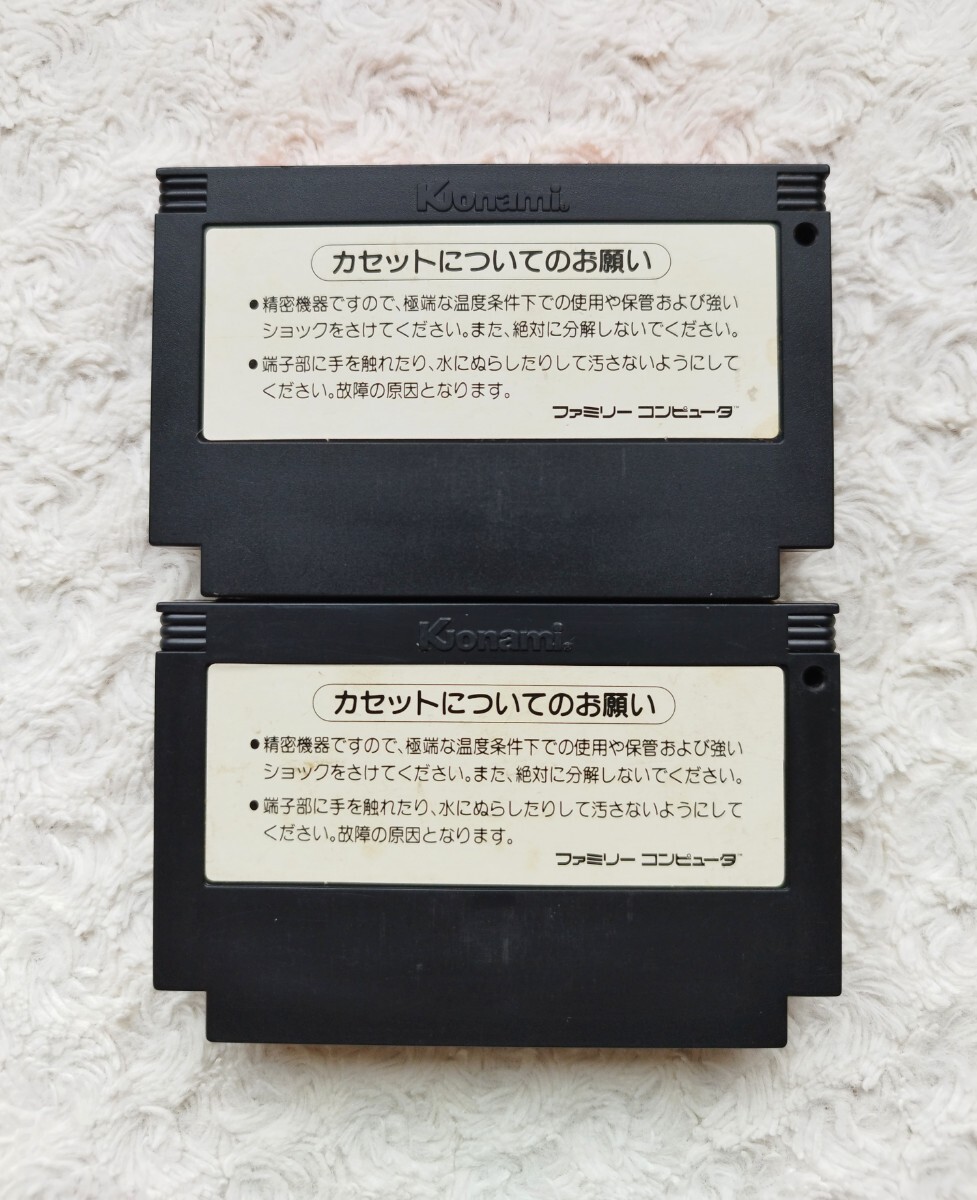 Konami
カセットについてのお願い
●精密機器ですので、極端な温度条件下での使用や保管および強い
ショックをさけてください。また、絶対に分解しないでください。
●端子部に手を触れたり、水にぬらしたりして汚さないようにして
ください。故障の原因となります。
ファミリー コンピュータ™
Konami
カセットについてのお願い
●精密機器ですので、極端な温度条件下での使用や保管および強い
ショックをさけてください。また、絶対に分解しないでください。
●端子部に手を触れたり、水にぬらしたりして汚さないようにして
ください。故障の原因となります。
ファミリー コンピュータ™